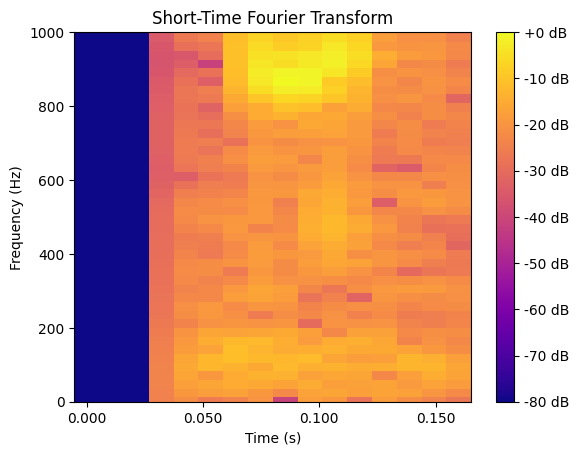 Short-Time Fourier Transform
1000
800
600
400
200
0
Frequency (Hz)
0.000
0.050
0.100
0.150
Time (s)
+0 dB
-10 dB
-20 dB
-30 dB
-40 dB
-50 dB
-60 dB
-70 dB
-80 dB